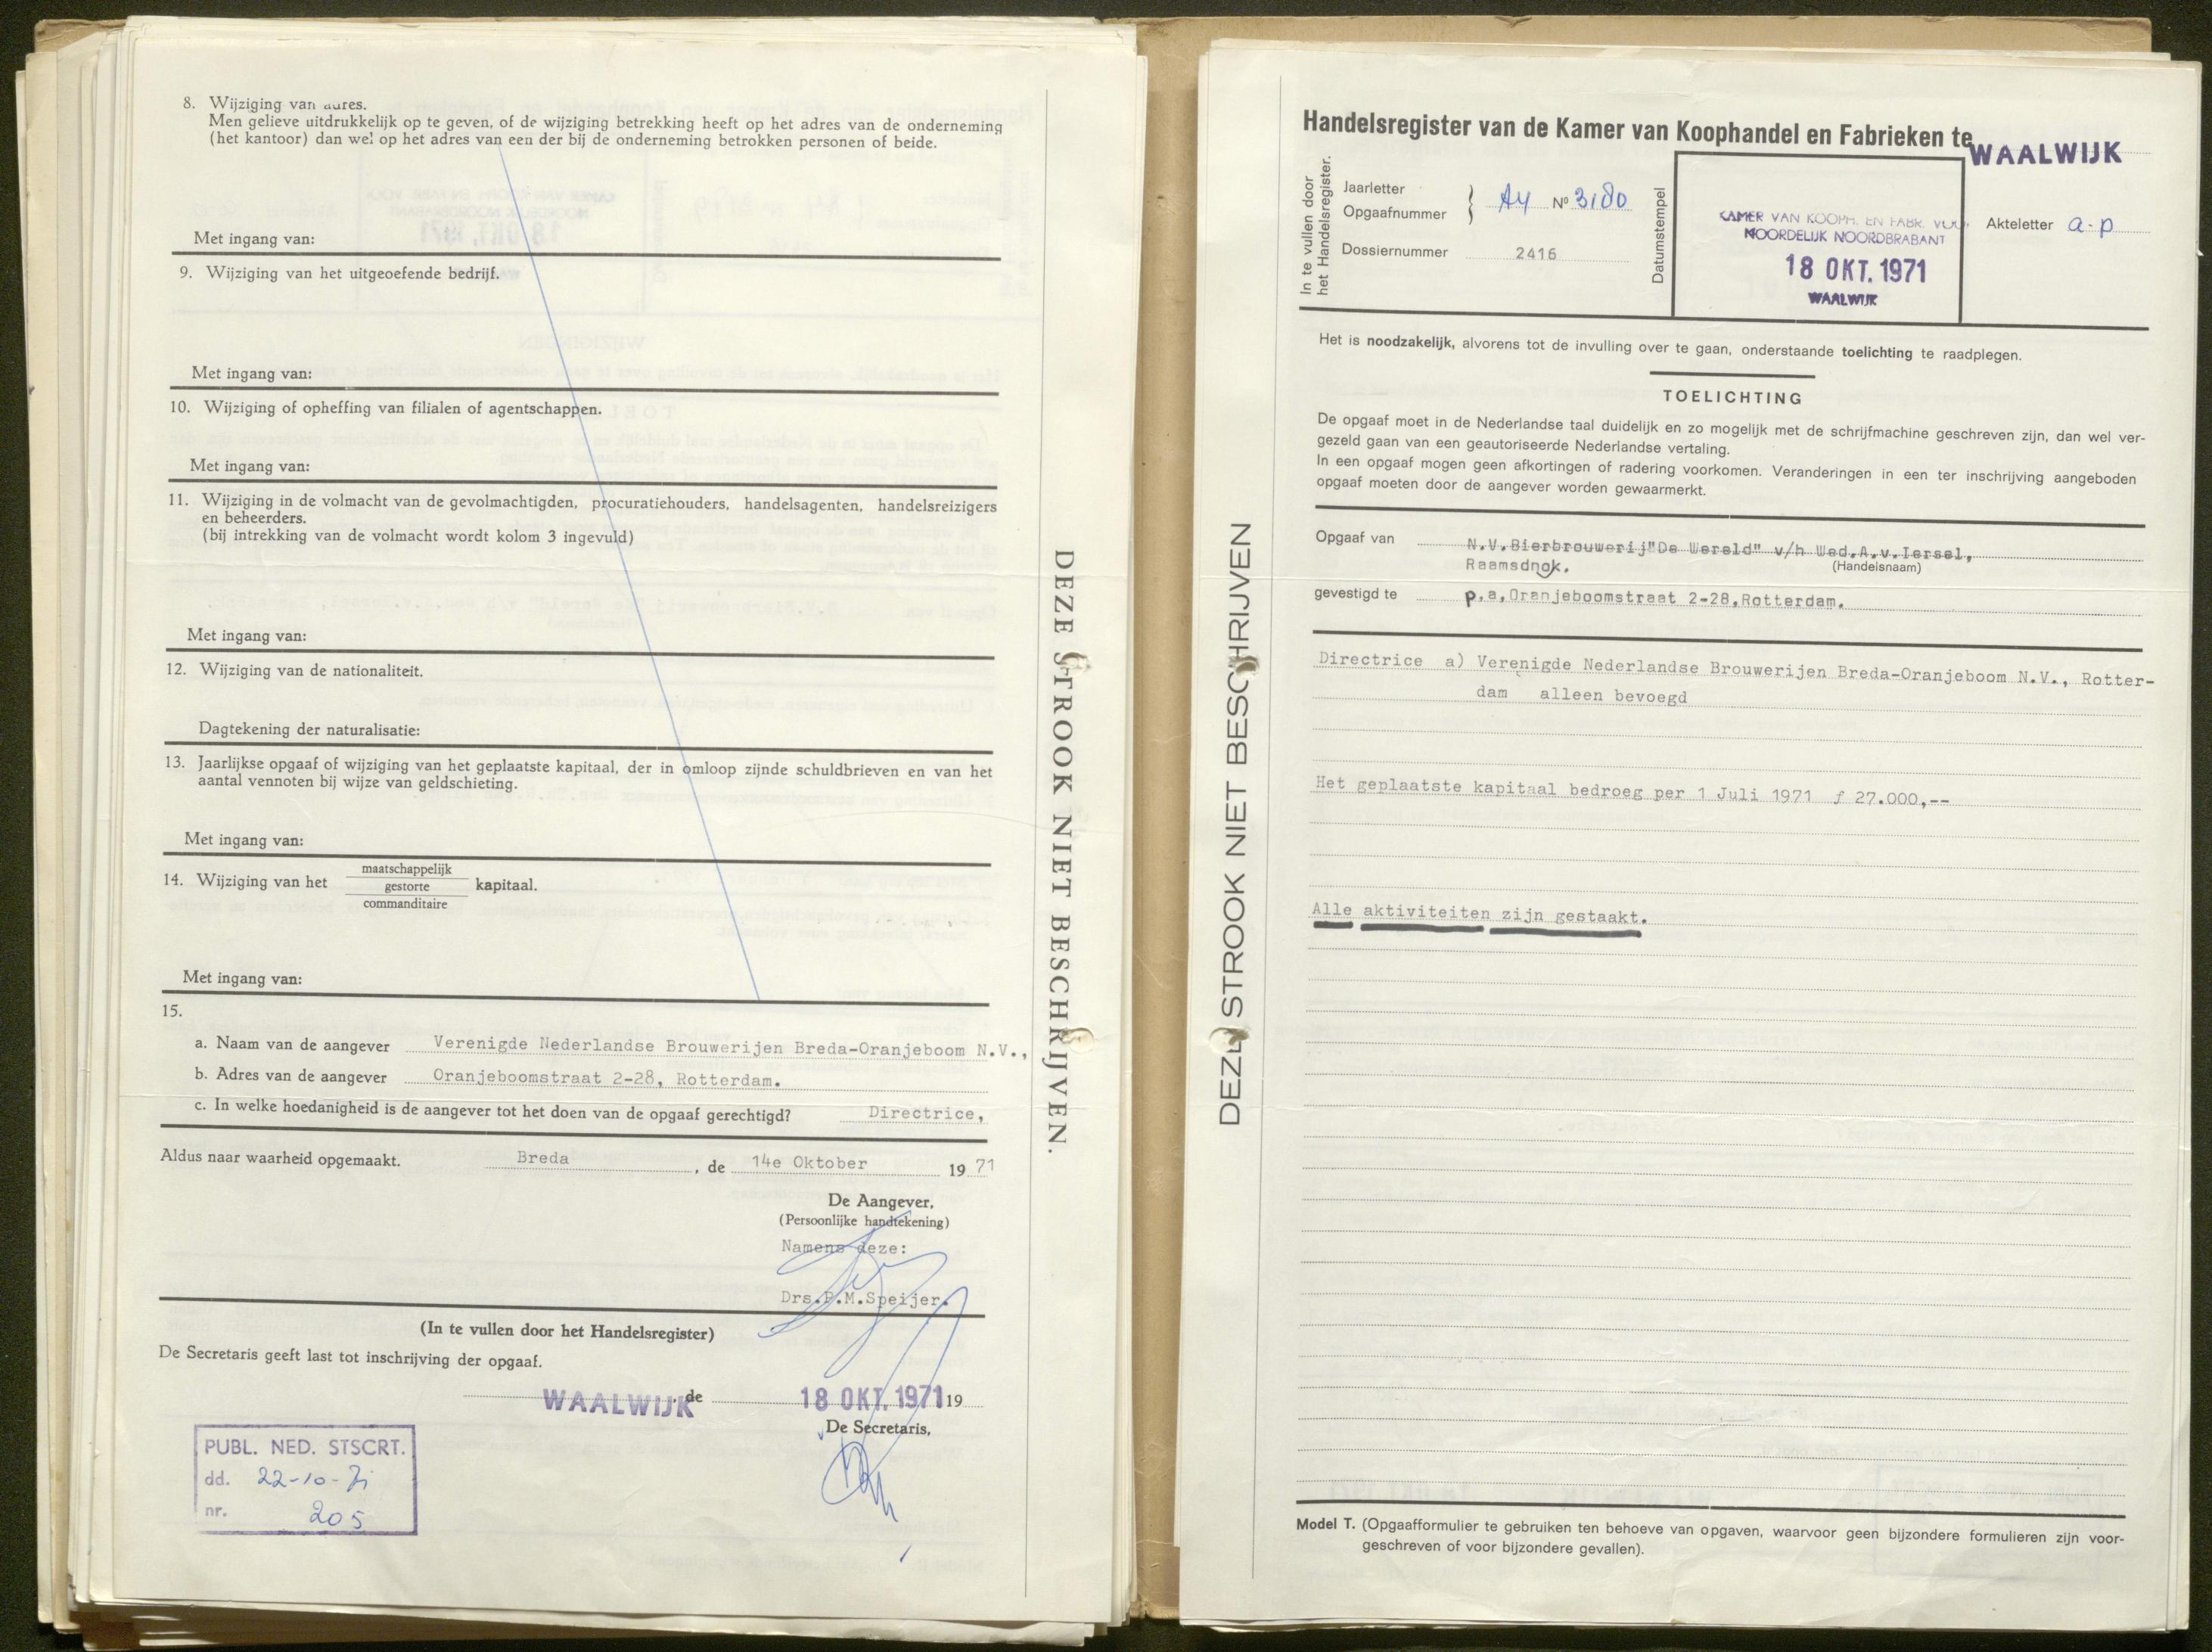 8. Wijziging van adres.
Men gelieve uitdrukkelijk op te geven, of de wijziging betrekking heeft op het adres van de onderneming
(het kantoor) dan wel op het adres van een der bij de onderneming betrokken personen of beide.
Met ingang van:
9. Wijziging van het uitgeoefende bedrijf.
Met ingang van:
10. Wijziging of opheffing van filialen of agentschappen.
Met ingang van:
11. Wijziging in de volmacht van de gevolmachtigden, procuratiehouders, handelsagenten, handelsreizigers
en beheerders.
(bij intrekking van de volmacht wordt kolom 3 ingevuld)
Met ingang van:
12. Wijziging van de nationaliteit.
Dagtekening der naturalisatie:
13. Jaarlijkse opgaaf of wijziging van het geplaatste kapitaal, der in omloop zijnde schuldbrieven en van het
aantal vennoten bij wijze van geldschieting.
Met ingang van:
14. Wijziging van het maatschappelijk
gestorte
commanditaire
kapitaal.
Met ingang van:
15.
a. Naam van de aangever Verenigde Nederlandse Brouwerijen Breda-Oranjeboom N.V.,
b. Adres van de aangever Oranjeboomstraat 2-28, Rotterdam.
c. In welke hoedanigheid is de aangever tot het doen van de opgaaf gerechtigd? Directrice,
Aldus naar waarheid opgemaakt. Breda , de 14e Oktober 19 71
De Aangever,
(Persoonlijke handtekening)
Namens deze:
Drs.P.M.Speijer.
(In te vullen door het Handelsregister)
De Secretaris geeft last tot inschrijving der opgaaf.
WAALWIJK , de 18 OKT. 1971 19
De Secretaris,
PUBL. NED. STSCRT.
dd. 22-10-71
nr. 205
DEZE STROOK NIET BESCHRIJVEN.
DEZE STROOK NIET BESCHRIJVEN
Handelsregister van de Kamer van Koophandel en Fabrieken te WAALWIJK
In te vullen door
het Handelsregister.
Jaarletter
Opgaafnummer } A4 No 3180
Dossiernummer 2416
Datumstempel
KAMER VAN KOOPH. EN FABR. VOOR
NOORDELIJK NOORDBRABANT
18 OKT. 1971
WAALWIJK
Akteletter a-p
Het is noodzakelijk, alvorens tot de invulling over te gaan, onderstaande toelichting te raadplegen.
TOELICHTING
De opgaaf moet in de Nederlandse taal duidelijk en zo mogelijk met de schrijfmachine geschreven zijn, dan wel ver-
gezeld gaan van een geautoriseerde Nederlandse vertaling.
In een opgaaf mogen geen afkortingen of radering voorkomen. Veranderingen in een ter inschrijving aangeboden
opgaaf moeten door de aangever worden gewaarmerkt.
Opgaaf van N.V.Bierbrouwerij"De Wereld" v/h Wed.A.v.Iersel,
Raamsdnok.
(Handelsnaam)
gevestigd te p.a.Oranjeboomstraat 2-28,Rotterdam.
Directrice a) Verenigde Nederlandse Brouwerijen Breda-Oranjeboom N.V., Rotter-
dam alleen bevoegd
Het geplaatste kapitaal bedroeg per 1 Juli 1971 ƒ 27.000,--
Alle aktiviteiten zijn gestaakt.
Model T. (Opgaafformulier te gebruiken ten behoeve van opgaven, waarvoor geen bijzondere formulieren zijn voor-
geschreven of voor bijzondere gevallen).